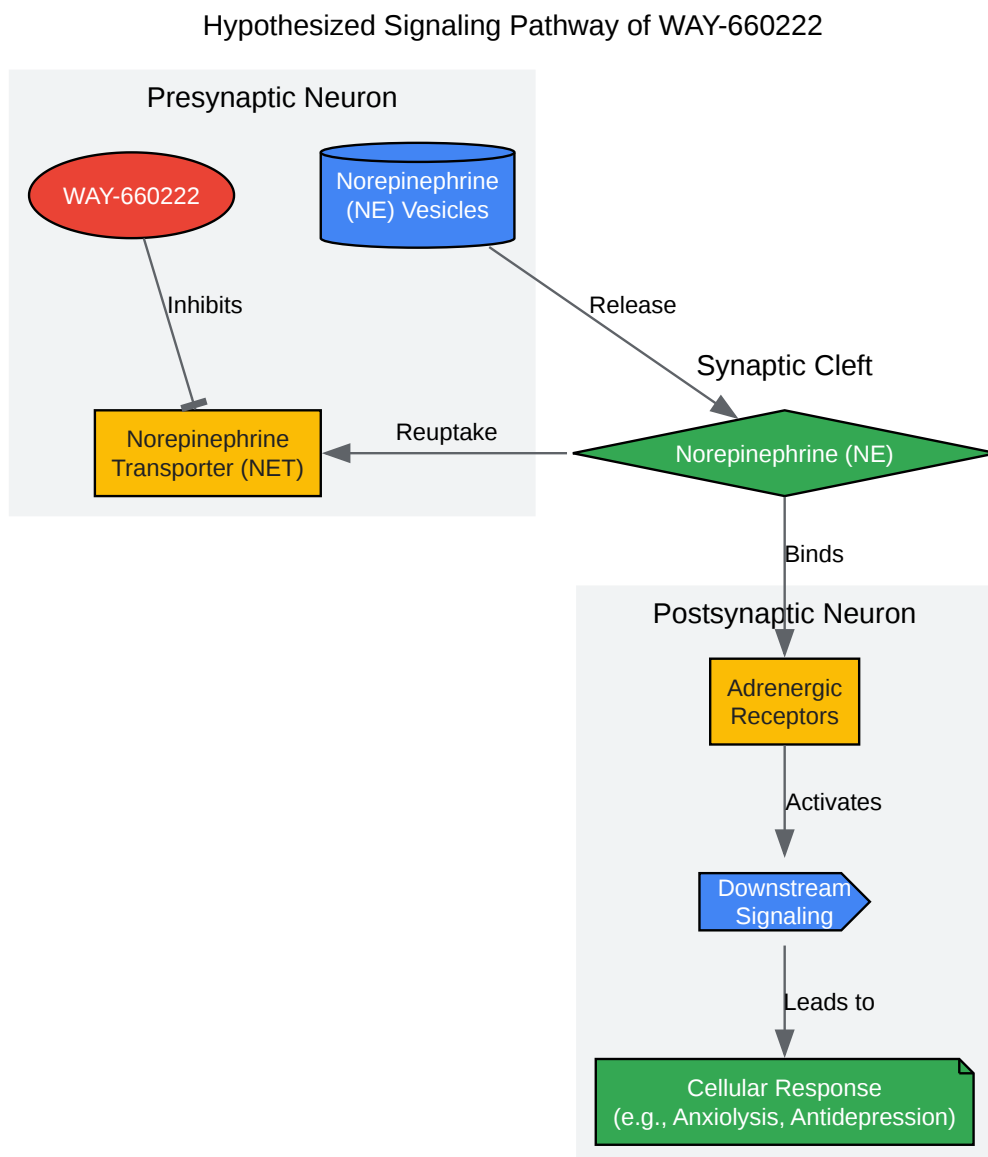 Hypothesized Signaling Pathway of WAY-660222
Presynaptic Neuron
WAY-660222
Norepinephrine
(NE) Vesicles
Inhibits
Release
Synaptic Cleft
Norepinephrine
Transporter (NET)
Reuptake
Norepinephrine (NE)
Binds
Postsynaptic Neuron
Adrenergic
Receptors
Activates
Downstream
Signaling
Leads to
Cellular Response
(e.g., Anxiolysis, Antidepression)